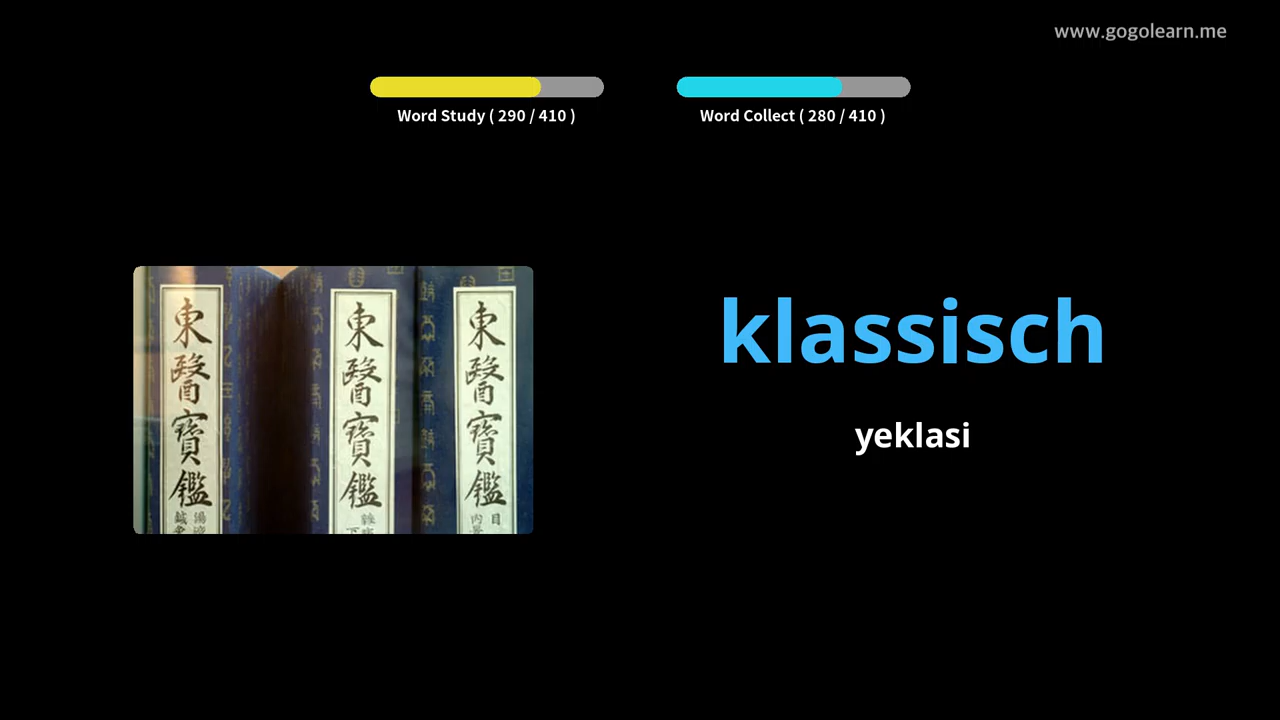 www.gogolearn.me
Word Study ( 290 / 410 )
Word Collect ( 280 / 410 )
東醫寶鑑
東醫寶鑑
東醫寶鑑
klassisch
yeklasi